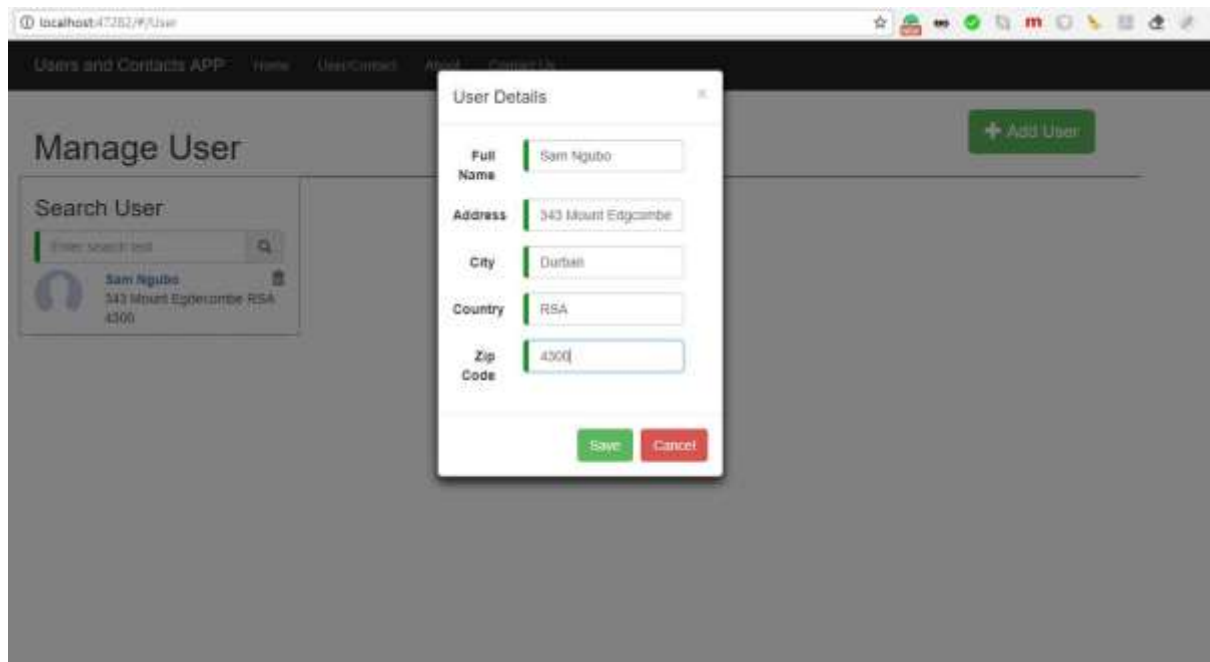 localhost:47282/#/User
Users and Contacts APP Home User/Contact About Contact Us
Manage User
+ Add User
Search User
Enter search text
Sam Ngubo
343 Mount Egdecombe RSA
4300
User Details
×
Full
Name
Sam Ngubo
Address
343 Mount Edgcombe
City
Durban
Country
RSA
Zip
Code
4300
Save
Cancel